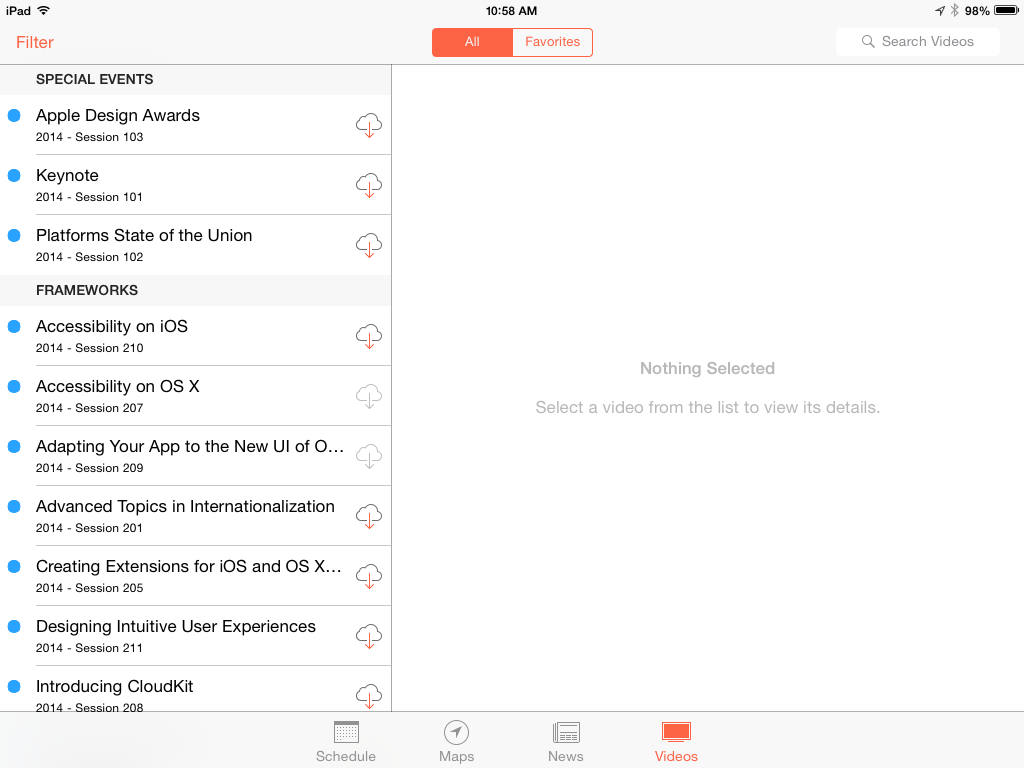 iPad 10:58 AM 98%
Filter All Favorites Search Videos
SPECIAL EVENTS
Apple Design Awards
2014 - Session 103
Keynote
2014 - Session 101
Platforms State of the Union
2014 - Session 102
FRAMEWORKS
Accessibility on iOS
2014 - Session 210
Accessibility on OS X
2014 - Session 207
Adapting Your App to the New UI of O…
2014 - Session 209
Advanced Topics in Internationalization
2014 - Session 201
Creating Extensions for iOS and OS X…
2014 - Session 205
Designing Intuitive User Experiences
2014 - Session 211
Introducing CloudKit
2014 - Session 208
Nothing Selected
Select a video from the list to view its details.
Schedule Maps News Videos